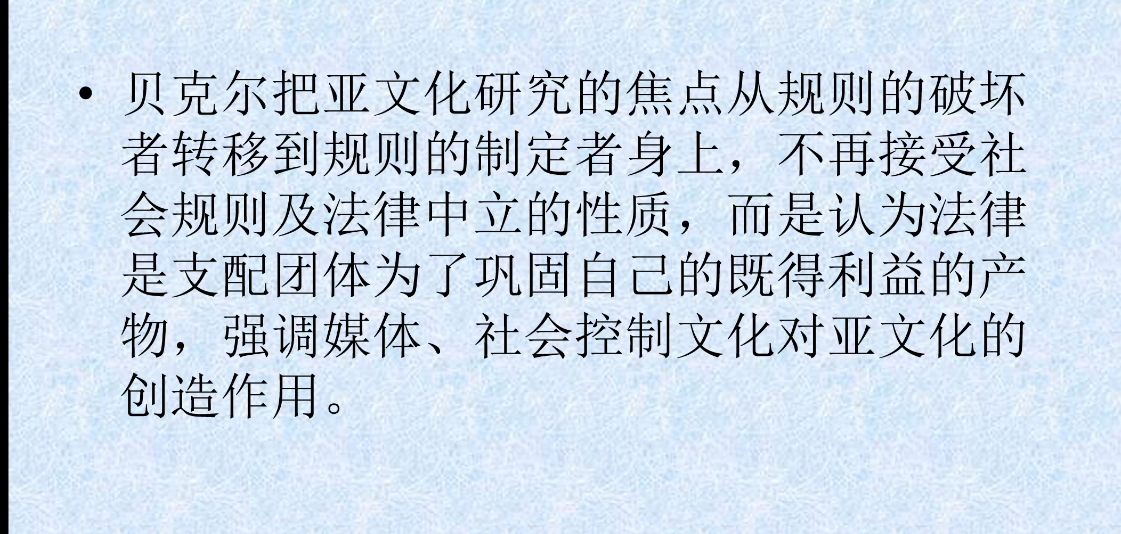 • 贝克尔把亚文化研究的焦点从规则的破坏
者转移到规则的制定者身上，不再接受社
会规则及法律中立的性质，而是认为法律
是支配团体为了巩固自己的既得利益的产
物，强调媒体、社会控制文化对亚文化的
创造作用。